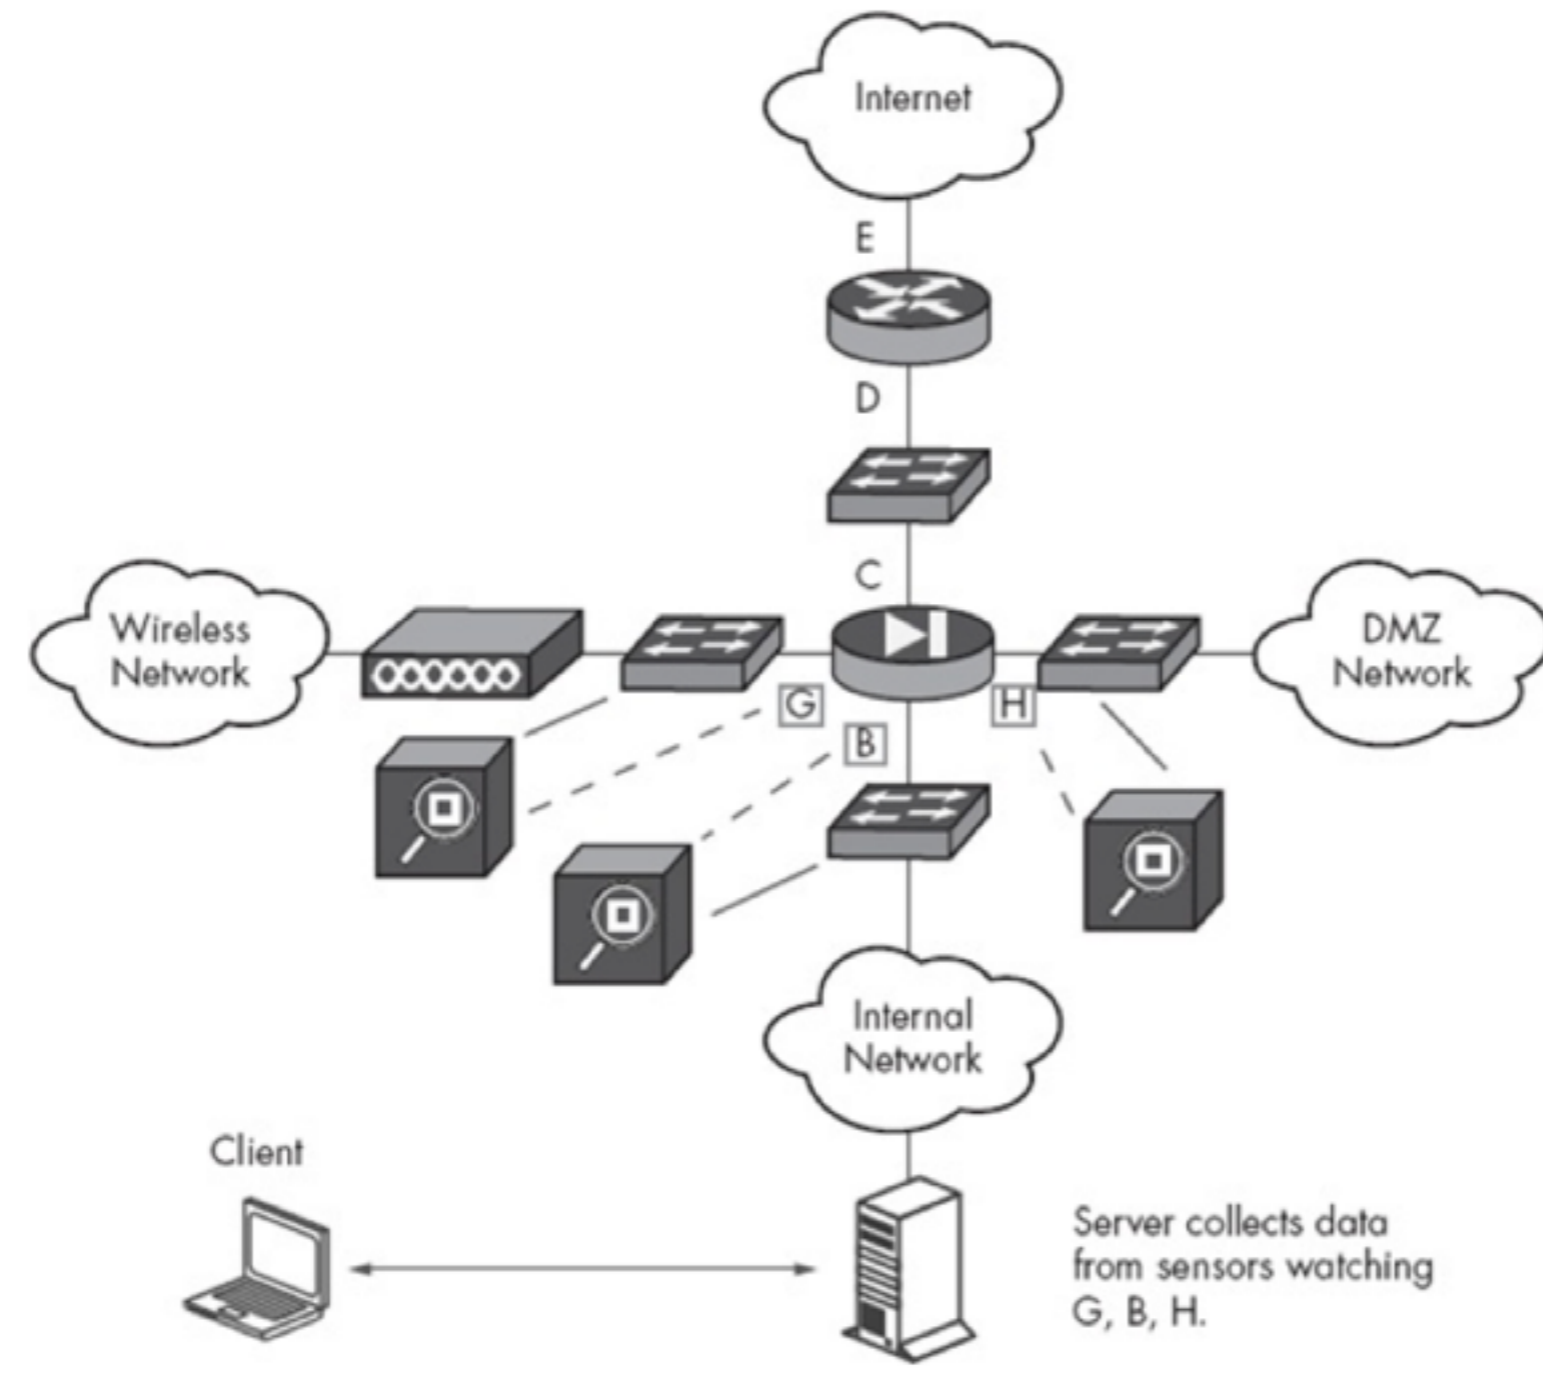 Internet
E
D
C
Wireless
Network
DMZ
Network
G
H
B
Internal
Network
Client
Server collects data
from sensors watching
G, B, H.